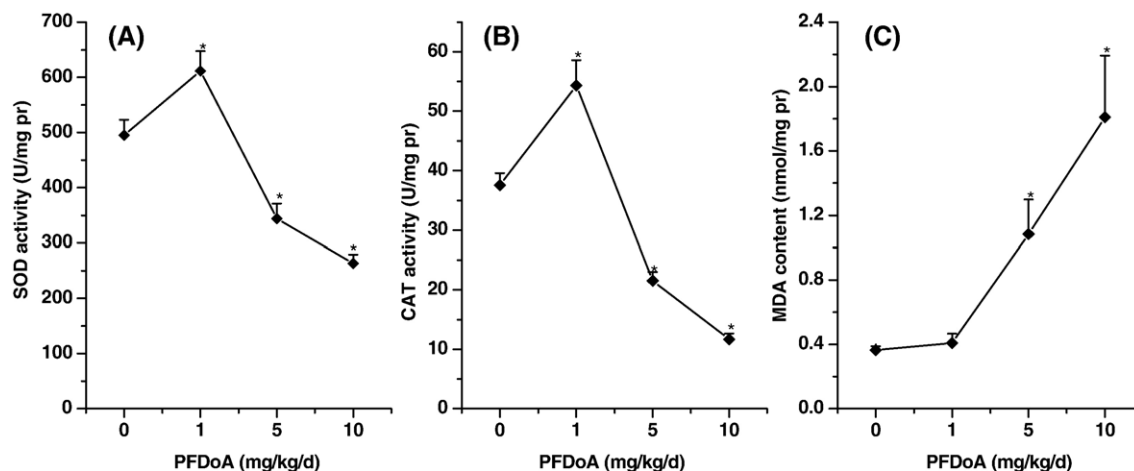 (A)
SOD activity (U/mg pr)
700
600
500
400
300
200
100
0
0 1 5 10
PFDoA (mg/kg/d)
* * *
(B)
CAT activity (U/mg pr)
60
50
40
30
20
10
0
0 1 5 10
PFDoA (mg/kg/d)
* * *
(C)
MDA content (nmol/mg pr)
2.4
2.0
1.6
1.2
0.8
0.4
0.0
0 1 5 10
PFDoA (mg/kg/d)
* *